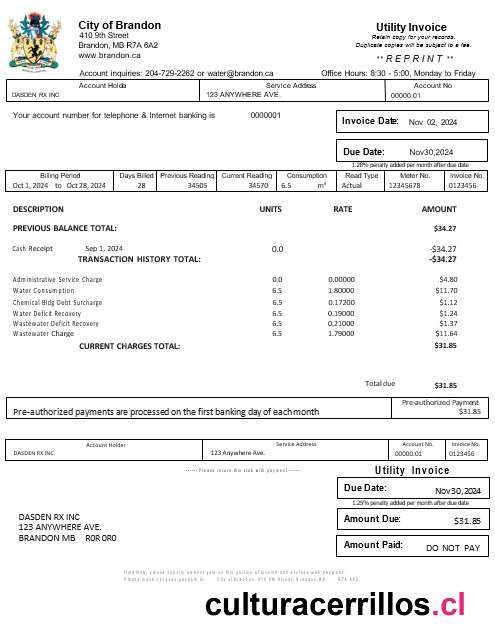 City of Brandon
410 9th Street
Brandon, MB R7A 6A2
www.brandon.ca
Utility Invoice
Retain copy for your records.
Duplicate copies will be subject to a fee.
** REPRINT **
Account inquiries: 204-729-2262 or water@brandon.ca
Office Hours: 8:30 - 5:00, Monday to Friday
Account Holder Service Address Account No
DASDEN RX INC 123 ANYWHERE AVE. 00000.01
Your account number for telephone & Internet banking is 0000001
Invoice Date: Nov 02, 2024
Due Date: Nov30,2024
1.28% penalty added per month after due date
Billing Period Days Billed Previous Reading Current Reading Consumption Read Type Meter No. Invoice No.
Oct 1, 2024 to Oct 28, 2024 28 34505 34570 6.5 m³ Actual 12345678 0123456
DESCRIPTION UNITS RATE AMOUNT
PREVIOUS BALANCE TOTAL: $34.27
Cash Receipt Sep 1, 2024 0.0 -$34.27
TRANSACTION HISTORY TOTAL: -$34.27
Administrative Service Charge 0.0 0.00000 $4.80
Water Consumption 6.5 1.80000 $11.70
Chemical Bldg Debt Surcharge 6.5 0.17200 $1.12
Water Deficit Recovery 6.5 0.19000 $1.24
Wastewater Deficit Recovery 6.5 0.21000 $1.37
Wastewater Charge 6.5 1.79000 $11.64
CURRENT CHARGES TOTAL: $31.85
Total due $31.85
Pre-authorized payments are processed on the first banking day of each month
Pre-authorized Payment
$31.85
Account Holder Service Address Account No. Invoice No.
DASDEN RX INC 123 Anywhere Ave. 00000.01 0123456
------Please return this stub with payment------
Utility Invoice
Due Date: Nov30,2024
1.25% penalty added per month after due date
Amount Due: $31.85
Amount Paid: DO NOT PAY
DASDEN RX INC
123 ANYWHERE AVE.
BRANDON MB R0R 0R0
culturacerrillos.cl